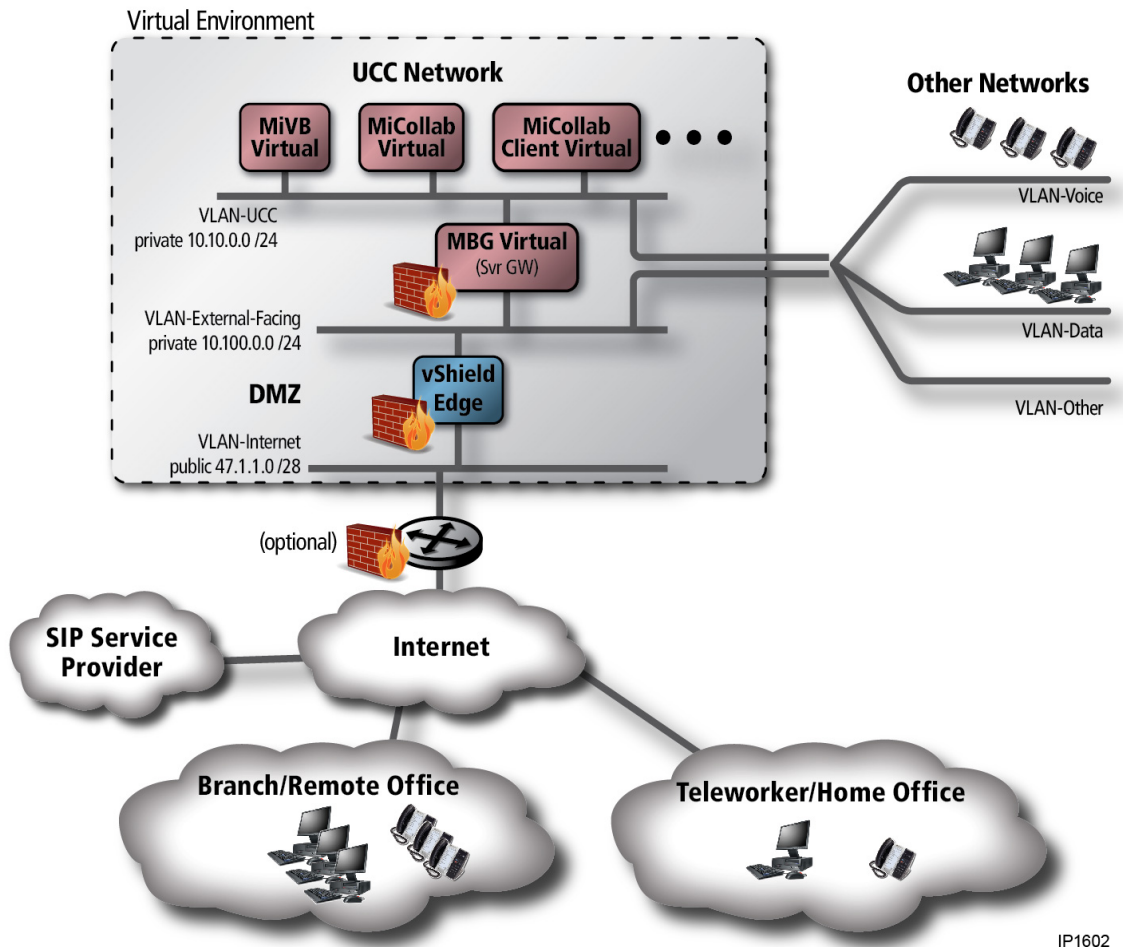 Virtual Environment
UCC Network
MiVB
Virtual
MiCollab
Virtual
MiCollab
Client Virtual
VLAN-UCC
private 10.10.0.0 /24
MBG Virtual
(Svr GW)
VLAN-External-Facing
private 10.100.0.0 /24
DMZ
vShield
Edge
VLAN-Internet
public 47.1.1.0 /28
Other Networks
VLAN-Voice
VLAN-Data
VLAN-Other
(optional)
SIP Service
Provider
Internet
Branch/Remote Office
Teleworker/Home Office
IP1602